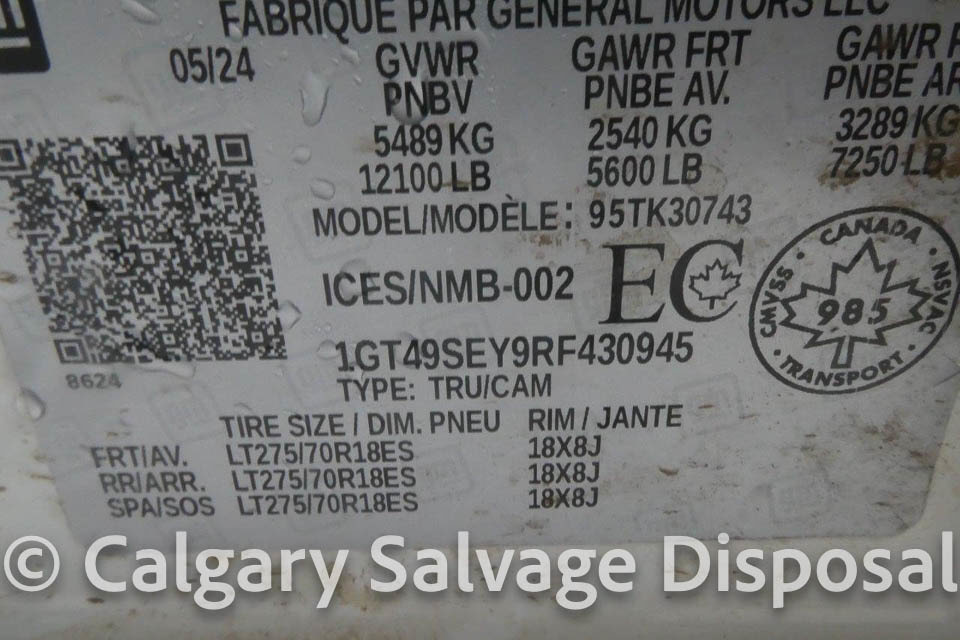 FABRIQUÉ PAR GENERAL MOTORS LLC
05/24
GVWR GAWR FRT GAWR
PNBV PNBE AV. PNBE AR
5489 KG 2540 KG 3289 KG
12100 LB 5600 LB 7250 LB
MODEL/MODÈLE: 95TK30743
ICES/NMB-002 EC
CANADA
CMVSS 985 NSVAC
TRANSPORT
1GT49SEY9RF430945
8624
TYPE: TRU/CAM
TIRE SIZE / DIM. PNEU RIM / JANTE
FRT/AV. LT275/70R18ES 18X8J
RR/ARR. LT275/70R18ES 18X8J
SPA/SOS LT275/70R18ES 18X8J
© Calgary Salvage Disposal